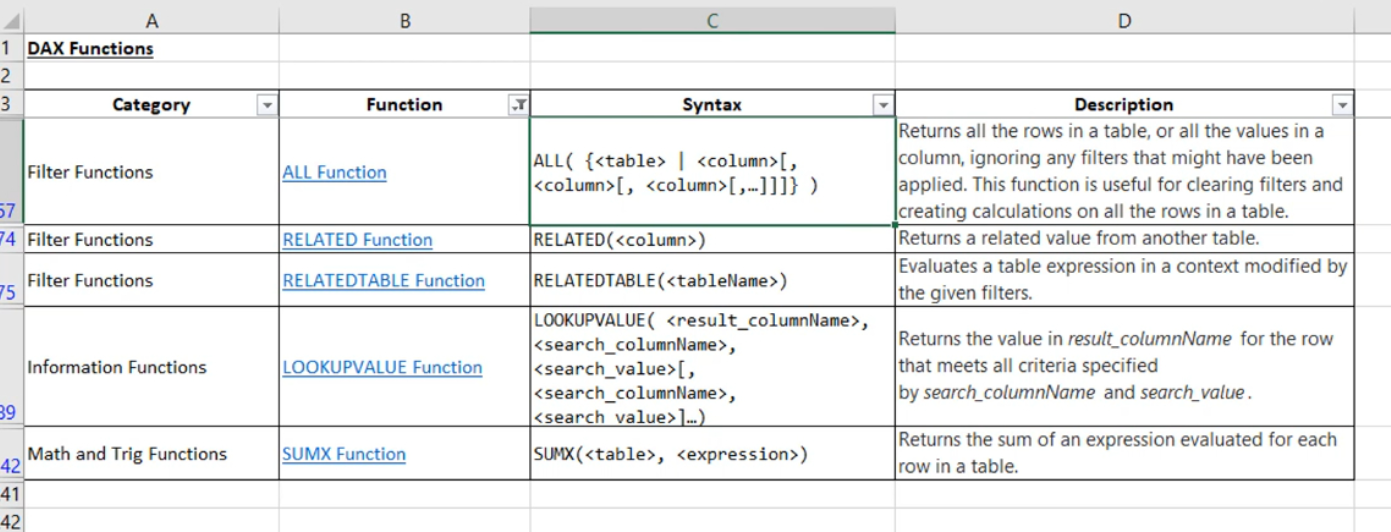 A B C D
1 DAX Functions
2
3 Category Function Syntax Description
Returns all the rows in a table, or all the values in a
ALL( {<table> | <column>[, column, ignoring any filters that might have been
Filter Functions ALL Function
<column>[, <column>[,…]]]} ) applied. This function is useful for clearing filters and
57 creating calculations on all the rows in a table.
74 Filter Functions RELATED Function RELATED(<column>) Returns a related value from another table.
Evaluates a table expression in a context modified by
75 Filter Functions RELATEDTABLE Function RELATEDTABLE(<tableName>)
the given filters.
LOOKUPVALUE( <result_columnName>,
<search_columnName>, Returns the value in result_columnName for the row
Information Functions LOOKUPVALUE Function <search_value>[, that meets all criteria specified
<search_columnName>, by search_columnName and search_value.
39 <search_value>]…)
Returns the sum of an expression evaluated for each
42 Math and Trig Functions SUMX Function SUMX(<table>, <expression>)
row in a table.
41
42